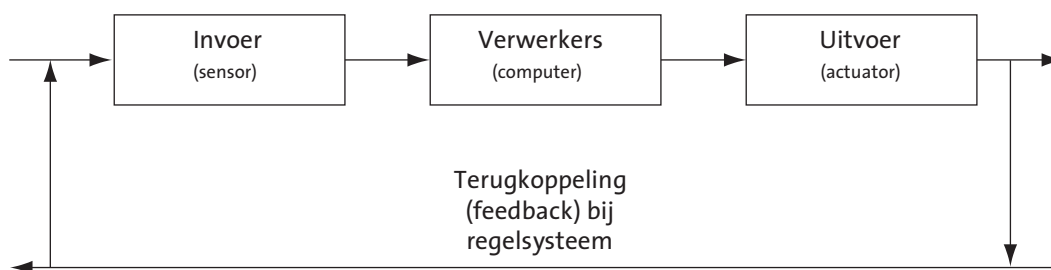 Invoer
(sensor)
Verwerkers
(computer)
Uitvoer
(actuator)
Terugkoppeling
(feedback) bij
regelsysteem